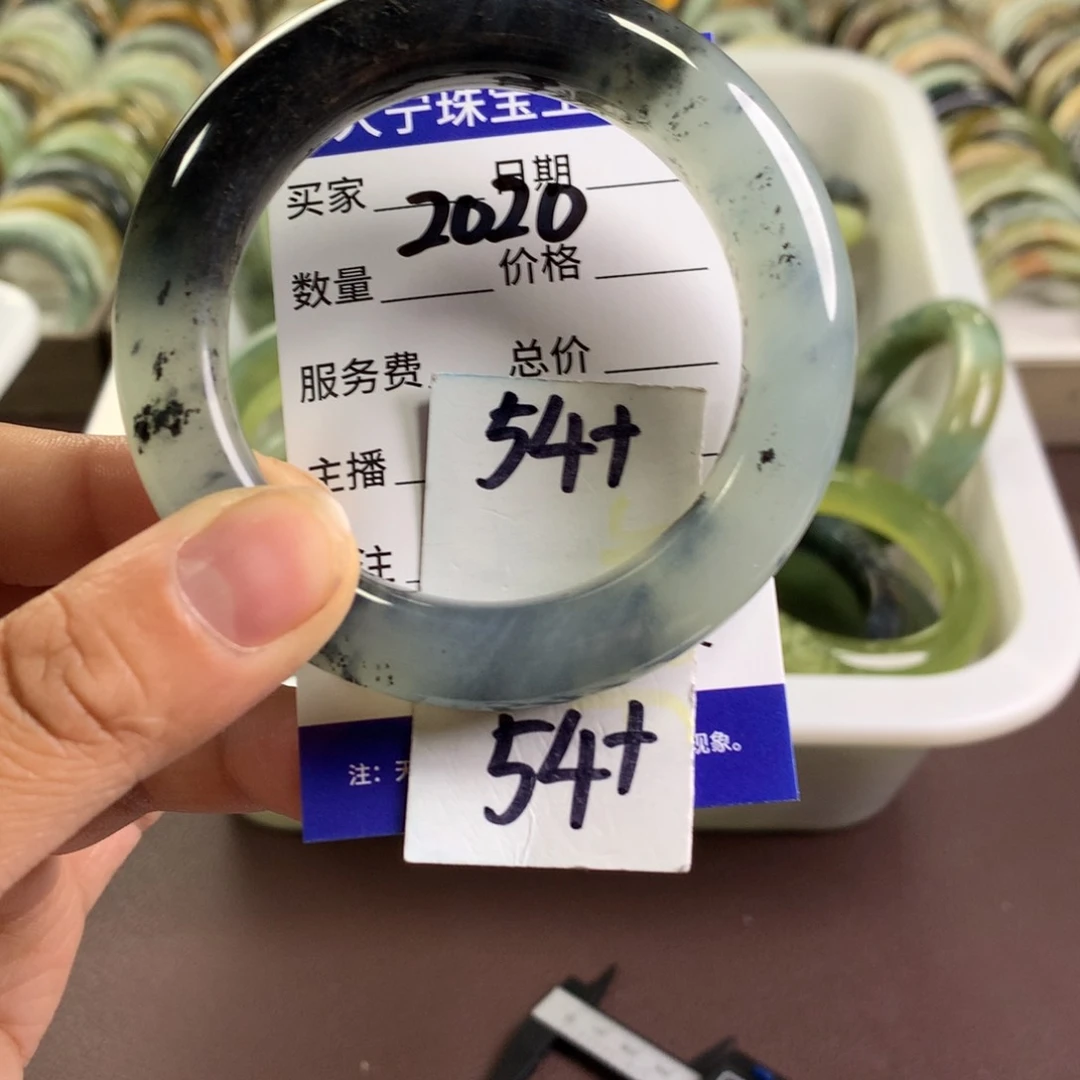 宁珠宝
买家 日期
2020
数量 价格
服务费 总价
54+
主播
注
54+
注: 现象。